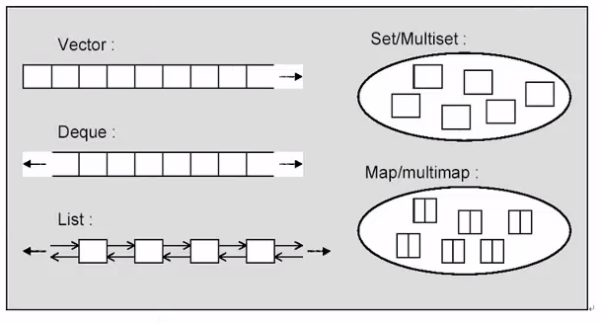 Vector :
Deque :
List :
Set/Multiset :
Map/multimap :